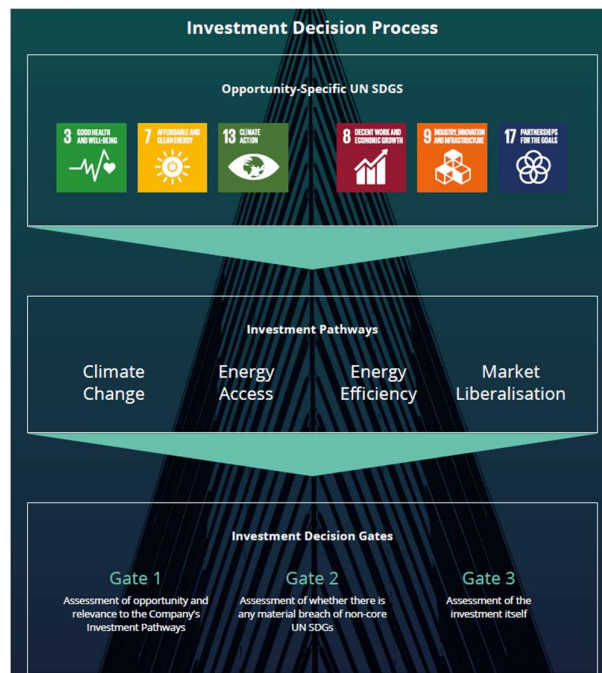 Investment Decision Process
Opportunity-Specific UN SDGS
3 GOOD HEALTH AND WELL-BEING
7 AFFORDABLE AND CLEAN ENERGY
13 CLIMATE ACTION
8 DECENT WORK AND ECONOMIC GROWTH
9 INDUSTRY, INNOVATION AND INFRASTRUCTURE
17 PARTNERSHIPS FOR THE GOALS
Investment Pathways
Climate
Change
Energy
Access
Energy
Efficiency
Market
Liberalisation
Investment Decision Gates
Gate 1
Assessment of opportunity and
relevance to the Company's
Investment Pathways
Gate 2
Assessment of whether there is
any material breach of non-core
UN SDGs
Gate 3
Assessment of the
investment itself